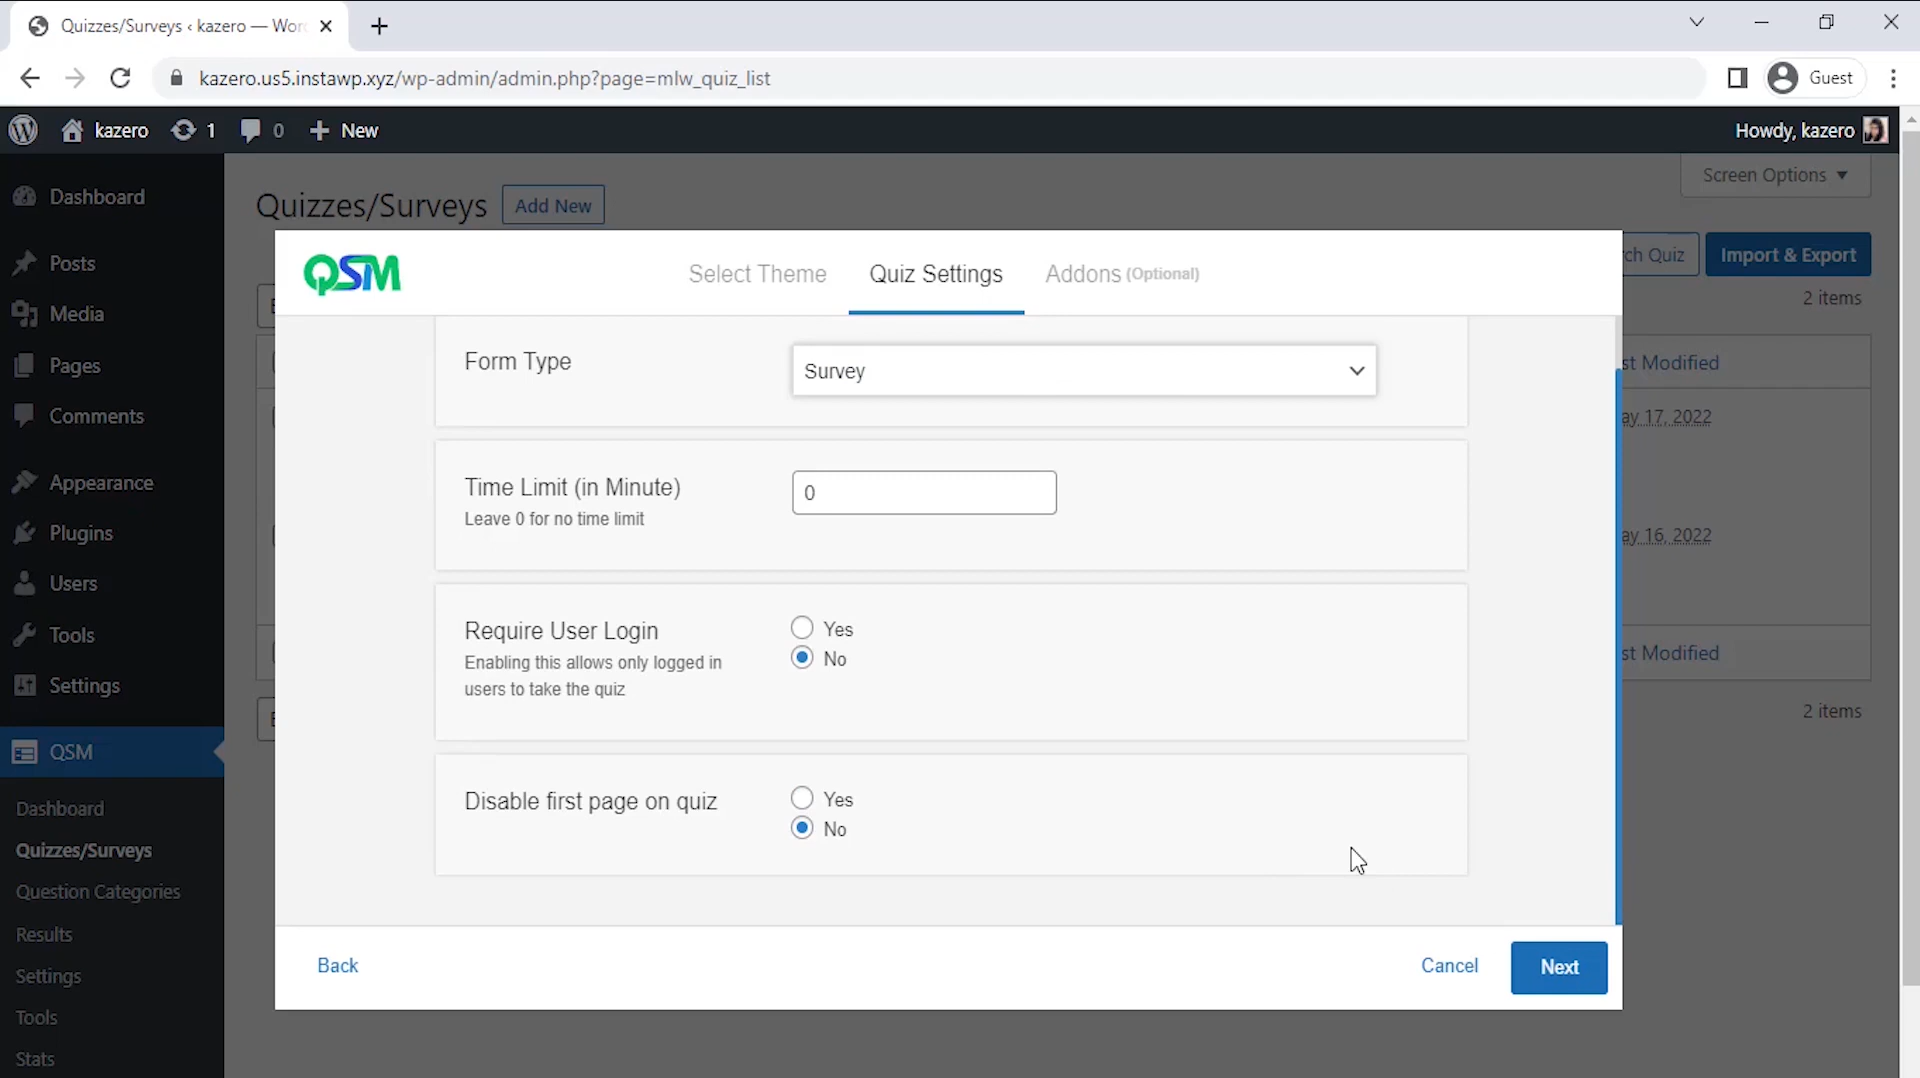 Quizzes/Surveys ‹ kazero — Wor
kazero.us5.instawp.xyz/wp-admin/admin.php?page=mlw_quiz_list
Guest
kazero
1
0
New
Howdy, kazero
Dashboard
Posts
Media
Pages
Comments
Appearance
Plugins
Users
Tools
Settings
QSM
Dashboard
Quizzes/Surveys
Question Categories
Results
Settings
Tools
Stats
Quizzes/Surveys
Add New
Screen Options
ch Quiz
Import & Export
2 items
st Modified
ay 17, 2022
ay 16, 2022
st Modified
2 items
QSM
Select Theme
Quiz Settings
Addons (Optional)
Form Type
Survey
Time Limit (in Minute)
Leave 0 for no time limit
0
Require User Login
Enabling this allows only logged in
users to take the quiz
Yes
No
Disable first page on quiz
Yes
No
Back
Cancel
Next